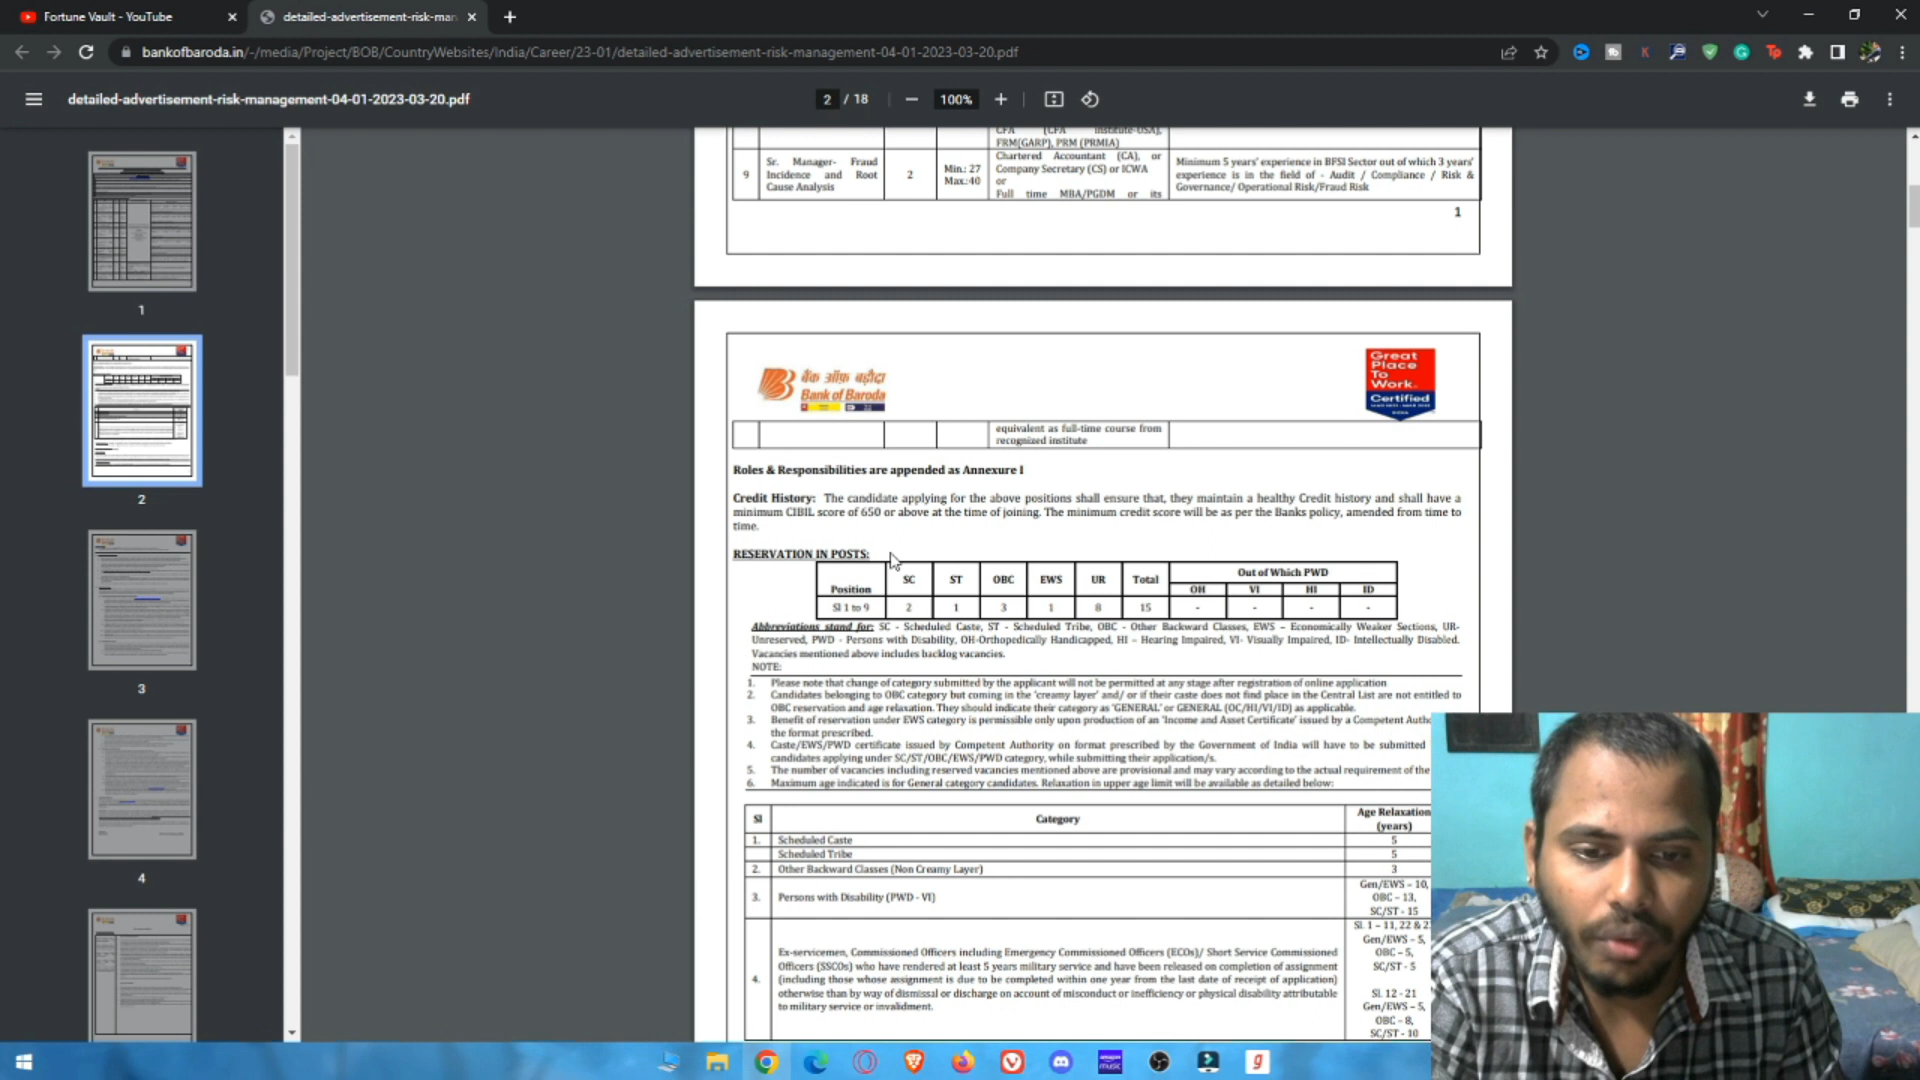 Fortune Vault - YouTube
detailed-advertisement-risk-man
bankofbaroda.in/-/media/Project/BOB/CountryWebsites/India/Career/23-01/detailed-advertisement-risk-management-04-01-2023-03-20.pdf
detailed-advertisement-risk-management-04-01-2023-03-20.pdf
2 / 18
100%
1
2
3
4
CFA (CFA Institute-USA),
FRM(GARP), PRM (PRMIA)
9
Sr. Manager- Fraud
Incidence and Root
Cause Analysis
2
Min.: 27
Max.:40
Chartered Accountant (CA), or
Company Secretary (CS) or ICWA
or
Full time MBA/PGDM or its
Minimum 5 years' experience in BFSI Sector out of which 3 years'
experience is in the field of - Audit / Compliance / Risk &
Governance/ Operational Risk/Fraud Risk
1
बैंक ऑफ़ बड़ौदा
Bank of Baroda
Great
Place
To
Work.
Certified
INDIA
equivalent as full-time course from
recognized institute
Roles & Responsibilities are appended as Annexure I
Credit History: The candidate applying for the above positions shall ensure that, they maintain a healthy Credit history and shall have a
minimum CIBIL score of 650 or above at the time of joining. The minimum credit score will be as per the Banks policy, amended from time to
time.
RESERVATION IN POSTS:
Position SC ST OBC EWS UR Total Out of Which PWD
OH VI HI ID
Sl 1 to 9 2 1 3 1 8 15 - - - -
Abbreviations stand for: SC - Scheduled Caste, ST - Scheduled Tribe, OBC - Other Backward Classes, EWS – Economically Weaker Sections, UR-
Unreserved, PWD - Persons with Disability, OH-Orthopedically Handicapped, HI – Hearing Impaired, VI- Visually Impaired, ID- Intellectually Disabled.
Vacancies mentioned above includes backlog vacancies.
NOTE:
1. Please note that change of category submitted by the applicant will not be permitted at any stage after registration of online application
2. Candidates belonging to OBC category but coming in the 'creamy layer' and/ or if their caste does not find place in the Central List are not entitled to
OBC reservation and age relaxation. They should indicate their category as 'GENERAL' or GENERAL (OC/HI/VI/ID) as applicable.
3. Benefit of reservation under EWS category is permissible only upon production of an 'Income and Asset Certificate' issued by a Competent Autho
the format prescribed.
4. Caste/EWS/PWD certificate issued by Competent Authority on format prescribed by the Government of India will have to be submitted
candidates applying under SC/ST/OBC/EWS/PWD category, while submitting their application/s.
5. The number of vacancies including reserved vacancies mentioned above are provisional and may vary according to the actual requirement of the
6. Maximum age indicated is for General category candidates. Relaxation in upper age limit will be available as detailed below:
Sl Category Age Relaxation
(years)
1. Scheduled Caste 5
Scheduled Tribe 5
2. Other Backward Classes (Non Creamy Layer) 3
3. Persons with Disability (PWD - VI)
Gen/EWS – 10,
OBC – 13,
SC/ST - 15
4.
Ex-servicemen, Commissioned Officers including Emergency Commissioned Officers (ECOs)/ Short Service Commissioned
Officers (SSCOs) who have rendered at least 5 years military service and have been released on completion of assignment
(including those whose assignment is due to be completed within one year from the last date of receipt of application)
otherwise than by way of dismissal or discharge on account of misconduct or inefficiency or physical disability attributable
to military service or invalidment.
Sl. 1 – 11, 22 & 2
Gen/EWS – 5,
OBC – 5,
SC/ST - 5
Sl. 12 - 21
Gen/EWS – 5,
OBC – 8,
SC/ST - 10
amazon
music
g